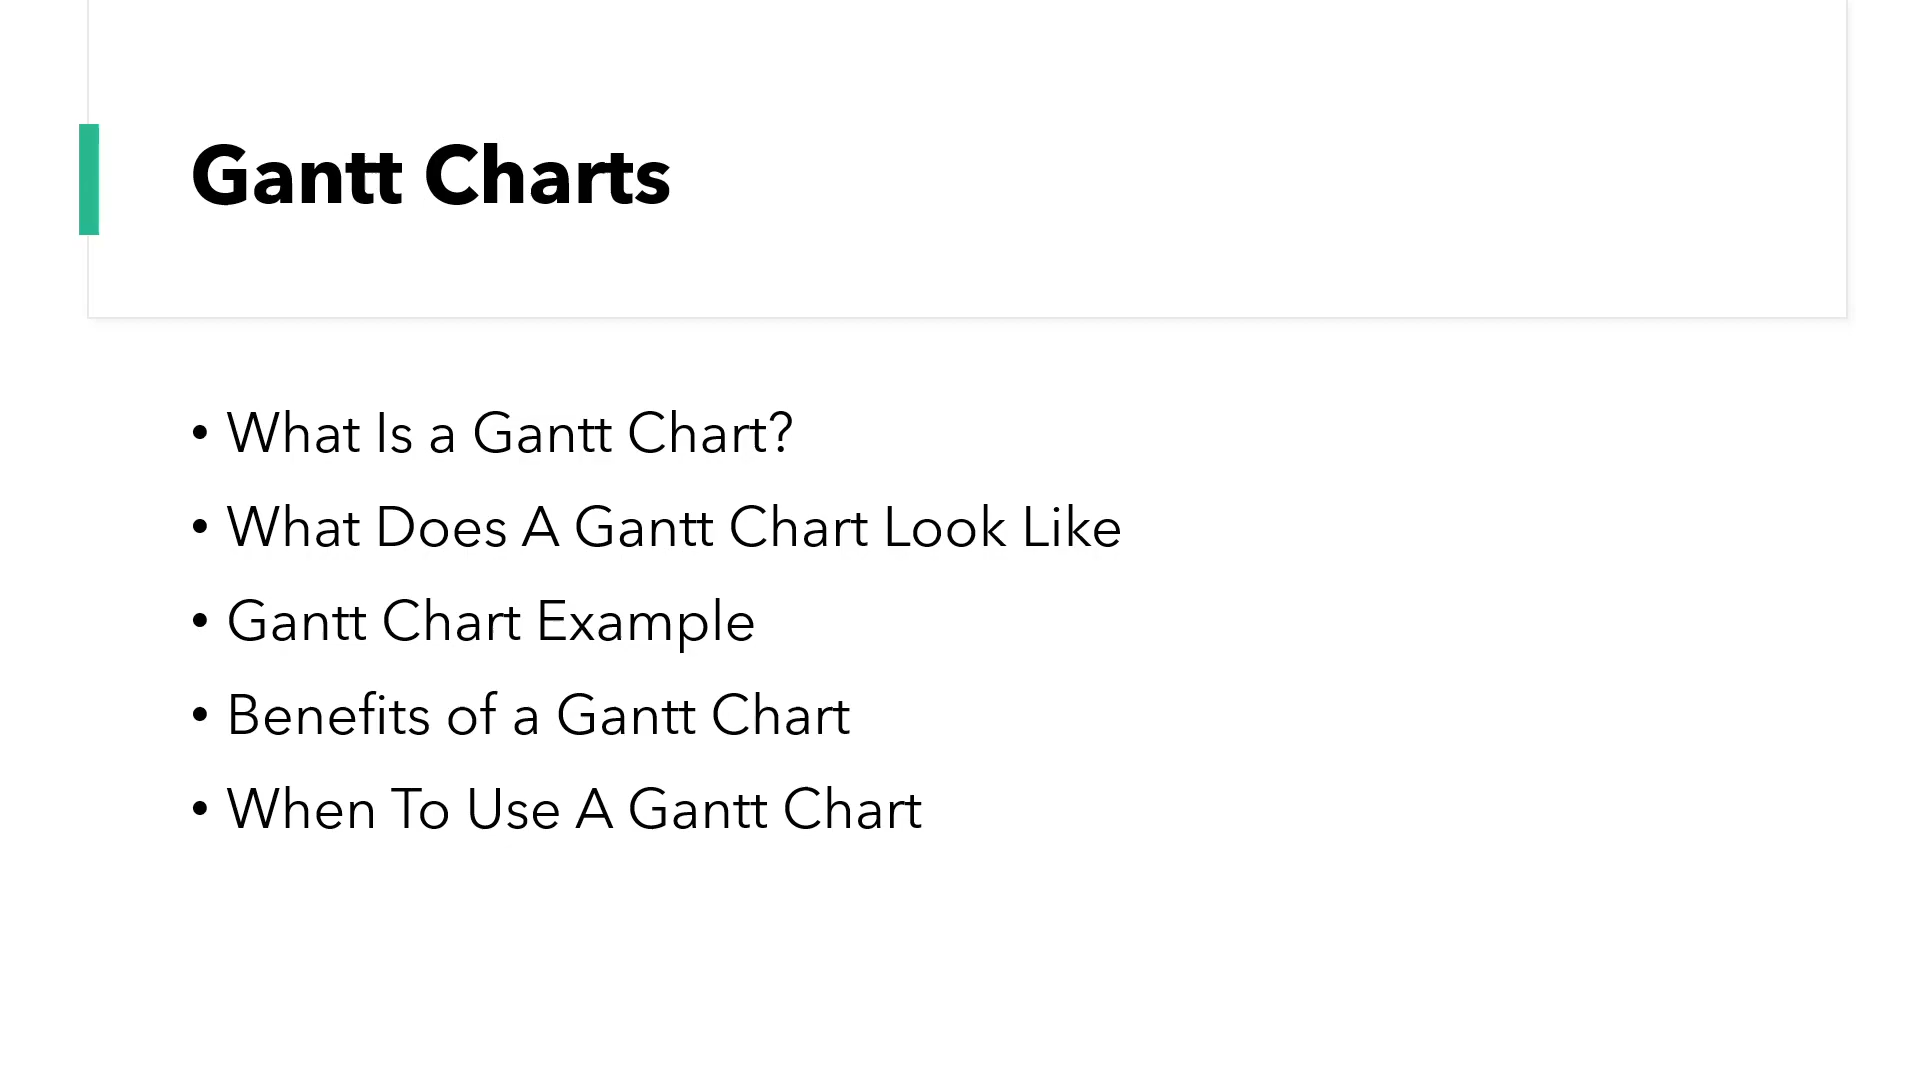 Gantt Charts
• What Is a Gantt Chart?
• What Does A Gantt Chart Look Like
• Gantt Chart Example
• Benefits of a Gantt Chart
• When To Use A Gantt Chart